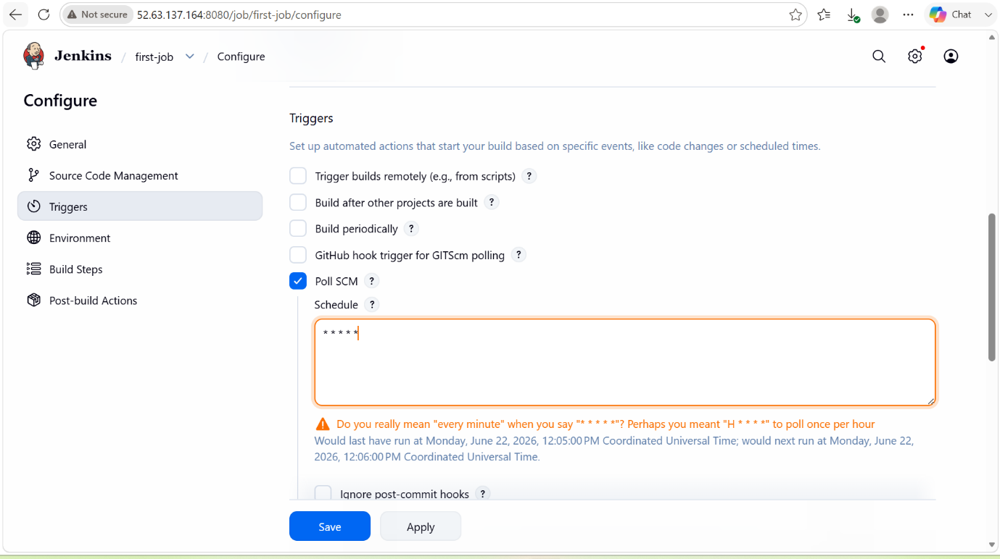 Not secure 52.63.137.164:8080/job/first-job/configure
Chat
Jenkins / first-job / Configure
Configure
General
Source Code Management
Triggers
Environment
Build Steps
Post-build Actions
Triggers
Set up automated actions that start your build based on specific events, like code changes or scheduled times.
Trigger builds remotely (e.g., from scripts) ?
Build after other projects are built ?
Build periodically ?
GitHub hook trigger for GITScm polling ?
Poll SCM ?
Schedule ?
* * * * *
Do you really mean "every minute" when you say "* * * * *"? Perhaps you meant "H * * * *" to poll once per hour
Would last have run at Monday, June 22, 2026, 12:05:00 PM Coordinated Universal Time; would next run at Monday, June 22,
2026, 12:06:00 PM Coordinated Universal Time.
Ignore post-commit hooks ?
Save
Apply